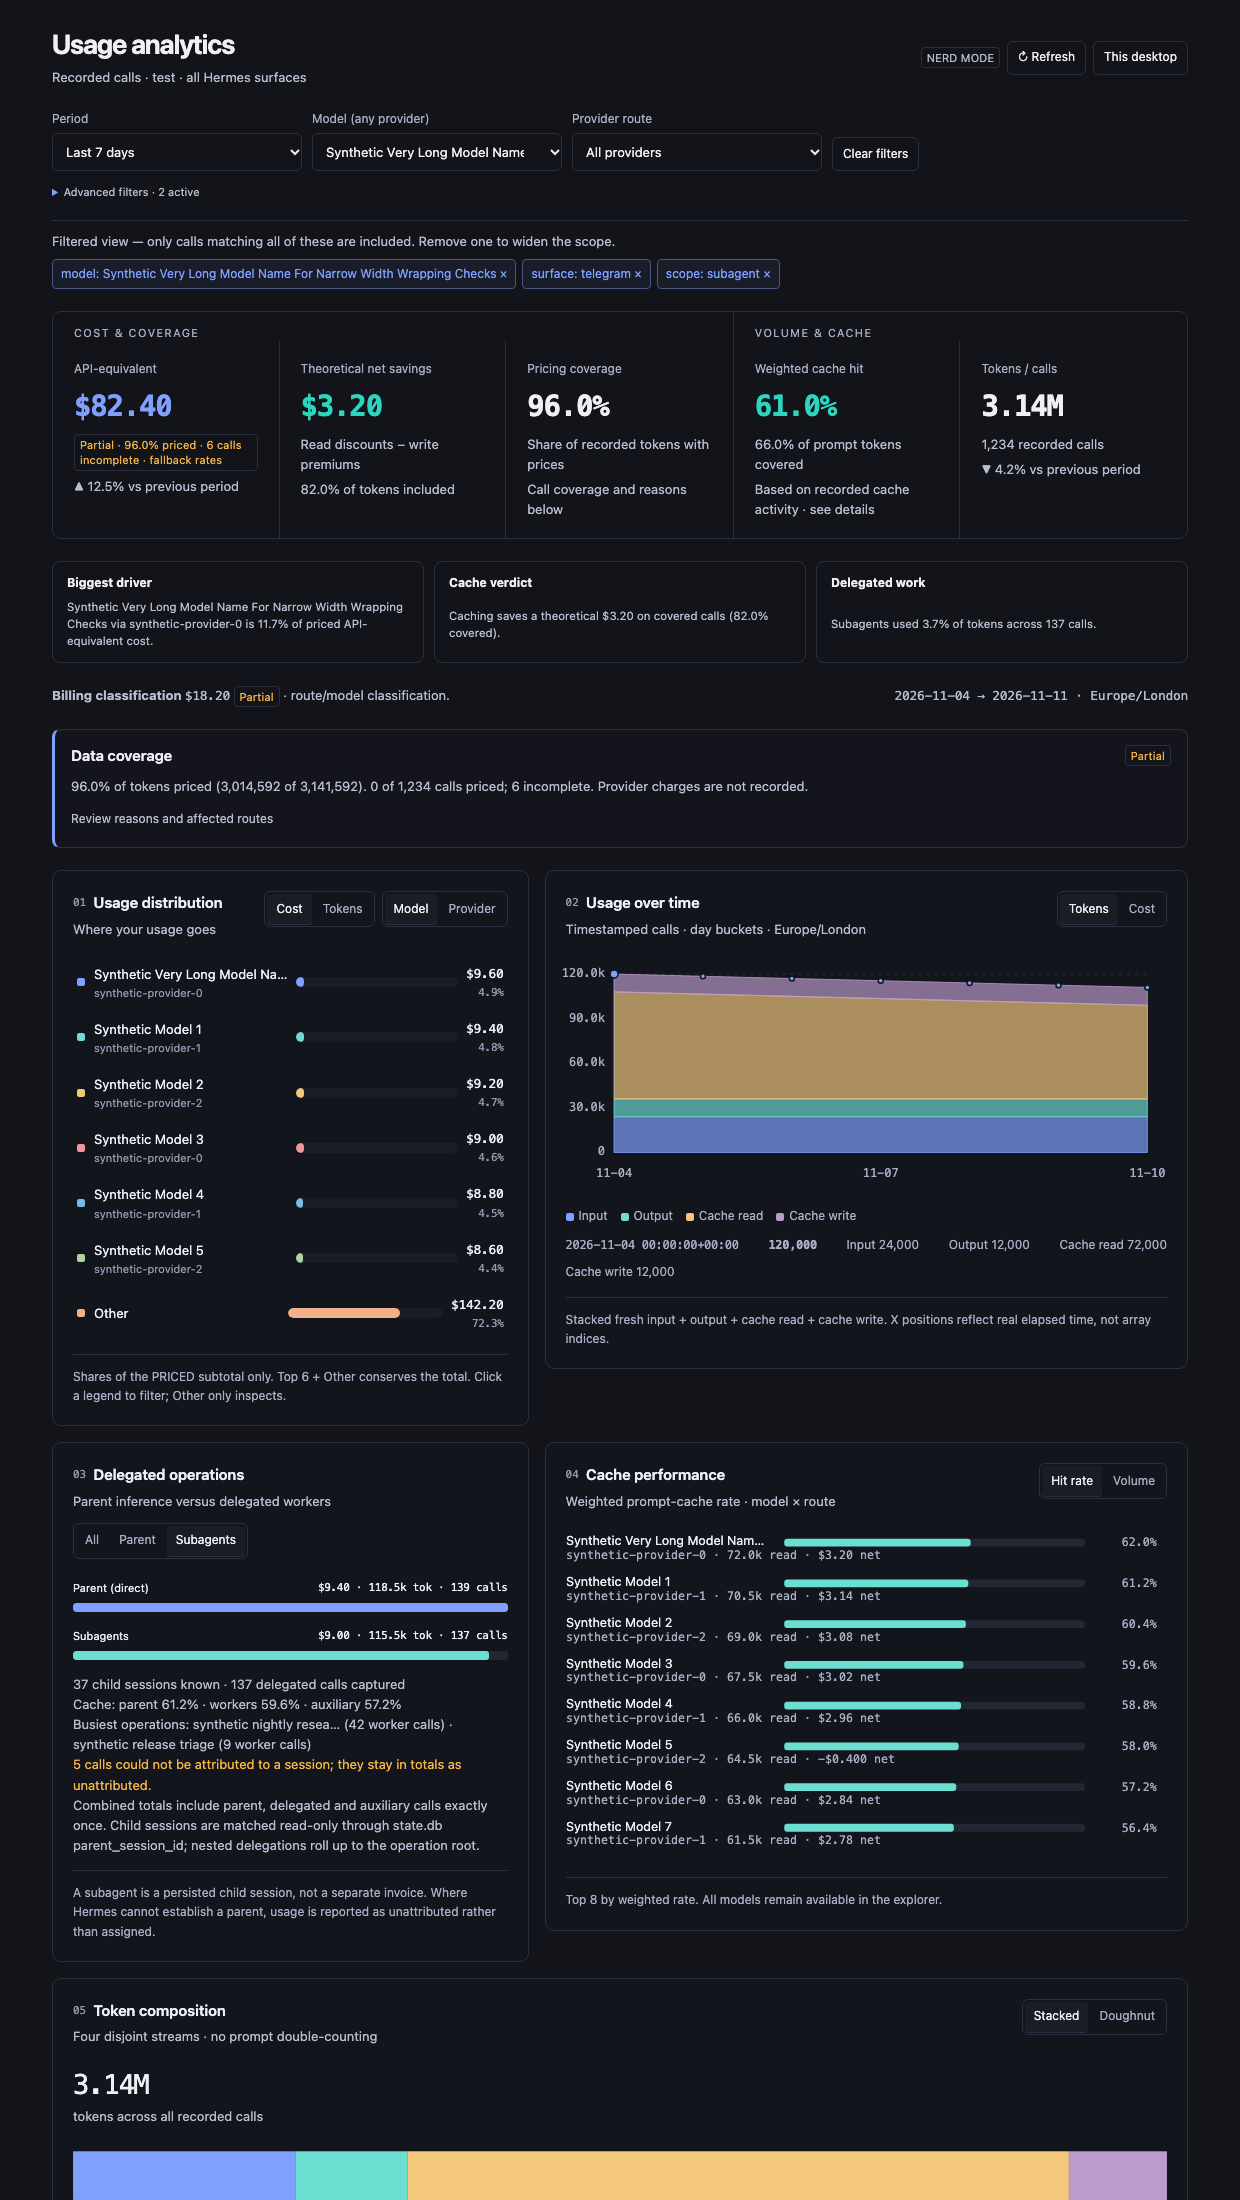 Usage analytics
Recorded calls · test · all Hermes surfaces
NERD MODE
↻ Refresh
This desktop
Period
Model (any provider)
Provider route
Last 7 days
Synthetic Very Long Model Name
All providers
Clear filters
▶ Advanced filters · 2 active
Filtered view — only calls matching all of these are included. Remove one to widen the scope.
model: Synthetic Very Long Model Name For Narrow Width Wrapping Checks ×
surface: telegram ×
scope: subagent ×
COST & COVERAGE
API-equivalent
$82.40
Partial · 96.0% priced · 6 calls
incomplete · fallback rates
▲ 12.5% vs previous period
Theoretical net savings
$3.20
Read discounts − write
premiums
82.0% of tokens included
Pricing coverage
96.0%
Share of recorded tokens with
prices
Call coverage and reasons
below
VOLUME & CACHE
Weighted cache hit
61.0%
66.0% of prompt tokens
covered
Based on recorded cache
activity · see details
Tokens / calls
3.14M
1,234 recorded calls
▼ 4.2% vs previous period
Biggest driver
Synthetic Very Long Model Name For Narrow Width Wrapping
Checks via synthetic-provider-0 is 11.7% of priced API-
equivalent cost.
Cache verdict
Caching saves a theoretical $3.20 on covered calls (82.0%
covered).
Delegated work
Subagents used 3.7% of tokens across 137 calls.
Billing classification $18.20 Partial · route/model classification.
2026-11-04 → 2026-11-11 · Europe/London
Data coverage
Partial
96.0% of tokens priced (3,014,592 of 3,141,592). 0 of 1,234 calls priced; 6 incomplete. Provider charges are not recorded.
Review reasons and affected routes
01 Usage distribution
Cost
Tokens
Model
Provider
Where your usage goes
Synthetic Very Long Model Na...
$9.60
synthetic-provider-0
4.9%
Synthetic Model 1
$9.40
synthetic-provider-1
4.8%
Synthetic Model 2
$9.20
synthetic-provider-2
4.7%
Synthetic Model 3
$9.00
synthetic-provider-0
4.6%
Synthetic Model 4
$8.80
synthetic-provider-1
4.5%
Synthetic Model 5
$8.60
synthetic-provider-2
4.4%
Other
$142.20
72.3%
Shares of the PRICED subtotal only. Top 6 + Other conserves the total. Click
a legend to filter; Other only inspects.
02 Usage over time
Tokens
Cost
Timestamped calls · day buckets · Europe/London
120.0k
90.0k
60.0k
30.0k
0
11-04
11-07
11-10
Input
Output
Cache read
Cache write
2026-11-04 00:00:00+00:00
120,000
Input 24,000
Output 12,000
Cache read 72,000
Cache write 12,000
Stacked fresh input + output + cache read + cache write. X positions reflect real elapsed time, not array
indices.
03 Delegated operations
Parent inference versus delegated workers
All
Parent
Subagents
Parent (direct)
$9.40 · 118.5k tok · 139 calls
Subagents
$9.00 · 115.5k tok · 137 calls
37 child sessions known · 137 delegated calls captured
Cache: parent 61.2% · workers 59.6% · auxiliary 57.2%
Busiest operations: synthetic nightly resea... (42 worker calls) ·
synthetic release triage (9 worker calls)
5 calls could not be attributed to a session; they stay in totals as
unattributed.
Combined totals include parent, delegated and auxiliary calls exactly
once. Child sessions are matched read-only through state.db
parent_session_id; nested delegations roll up to the operation root.
A subagent is a persisted child session, not a separate invoice. Where
Hermes cannot establish a parent, usage is reported as unattributed rather
than assigned.
04 Cache performance
Hit rate
Volume
Weighted prompt-cache rate · model × route
Synthetic Very Long Model Nam...
62.0%
synthetic-provider-0 · 72.0k read · $3.20 net
Synthetic Model 1
61.2%
synthetic-provider-1 · 70.5k read · $3.14 net
Synthetic Model 2
60.4%
synthetic-provider-2 · 69.0k read · $3.08 net
Synthetic Model 3
59.6%
synthetic-provider-0 · 67.5k read · $3.02 net
Synthetic Model 4
58.8%
synthetic-provider-1 · 66.0k read · $2.96 net
Synthetic Model 5
58.0%
synthetic-provider-2 · 64.5k read · -$0.400 net
Synthetic Model 6
57.2%
synthetic-provider-0 · 63.0k read · $2.84 net
Synthetic Model 7
56.4%
synthetic-provider-1 · 61.5k read · $2.78 net
Top 8 by weighted rate. All models remain available in the explorer.
05 Token composition
Stacked
Doughnut
Four disjoint streams · no prompt double-counting
3.14M
tokens across all recorded calls